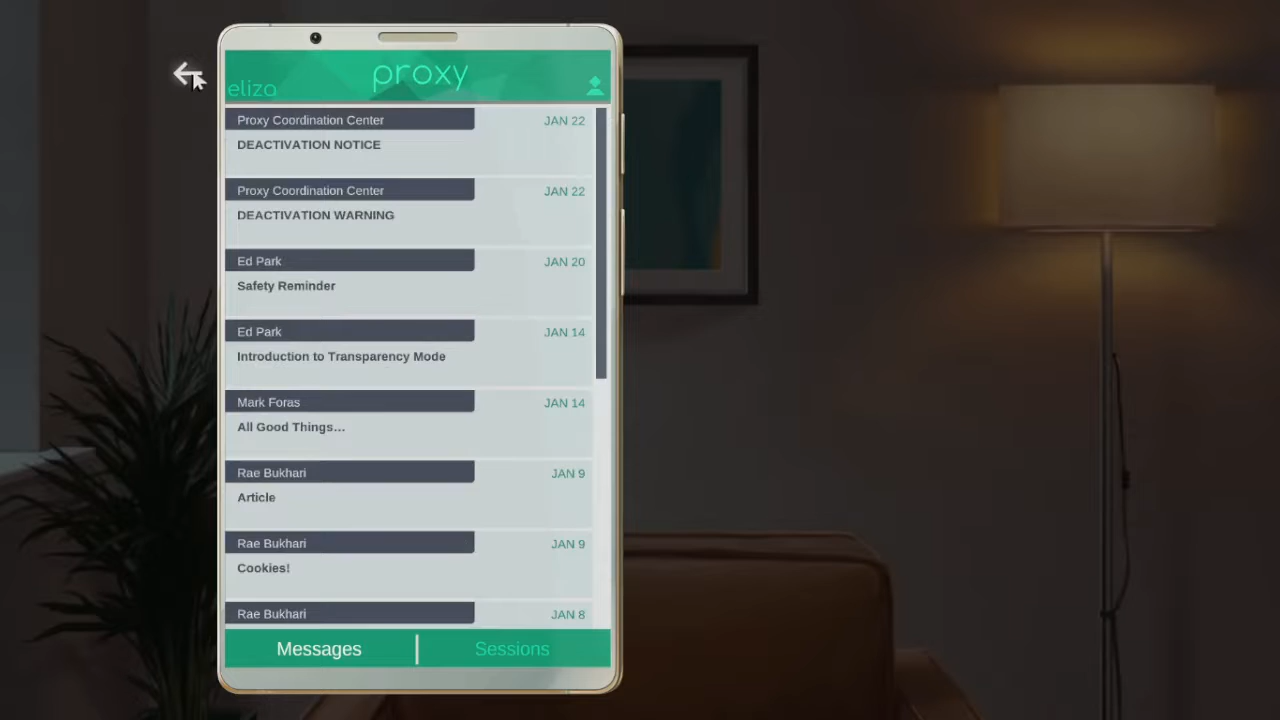 eliza
proxy
Proxy Coordination Center JAN 22
DEACTIVATION NOTICE
Proxy Coordination Center JAN 22
DEACTIVATION WARNING
Ed Park JAN 20
Safety Reminder
Ed Park JAN 14
Introduction to Transparency Mode
Mark Foras JAN 14
All Good Things...
Rae Bukhari JAN 9
Article
Rae Bukhari JAN 9
Cookies!
Rae Bukhari JAN 8
Messages Sessions